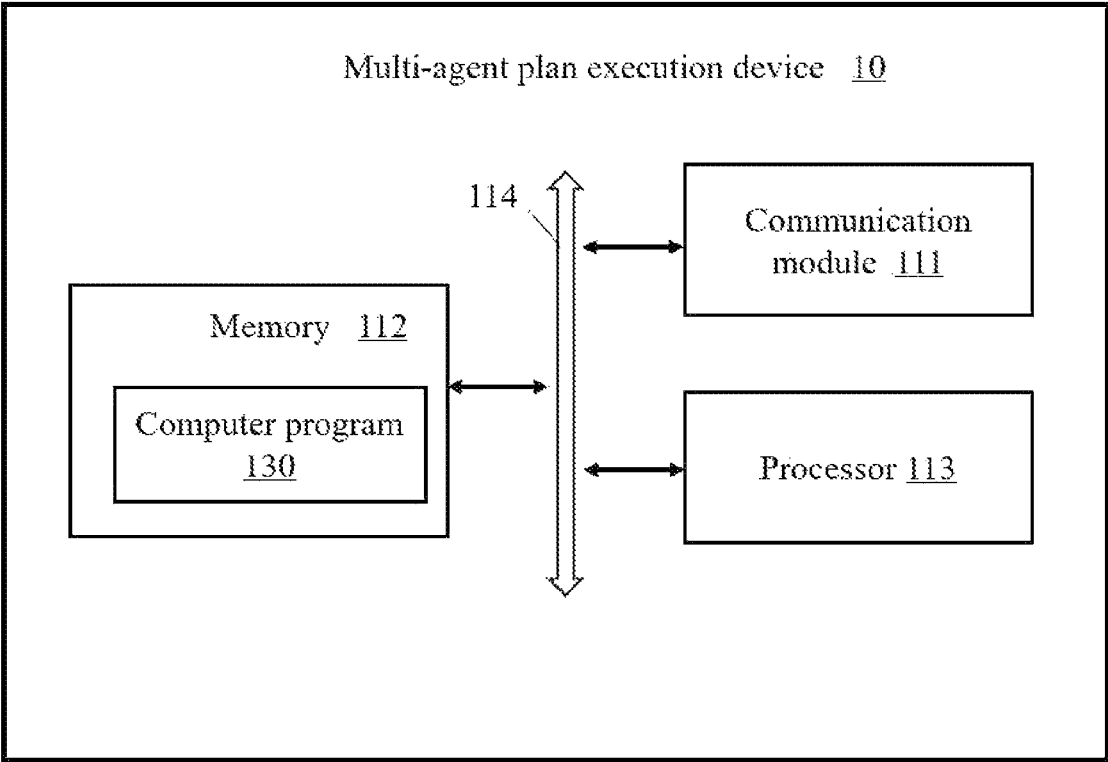 Multi-agent plan execution device 10
114
Communication
module 111
Memory 112
Computer program
130
Processor 113